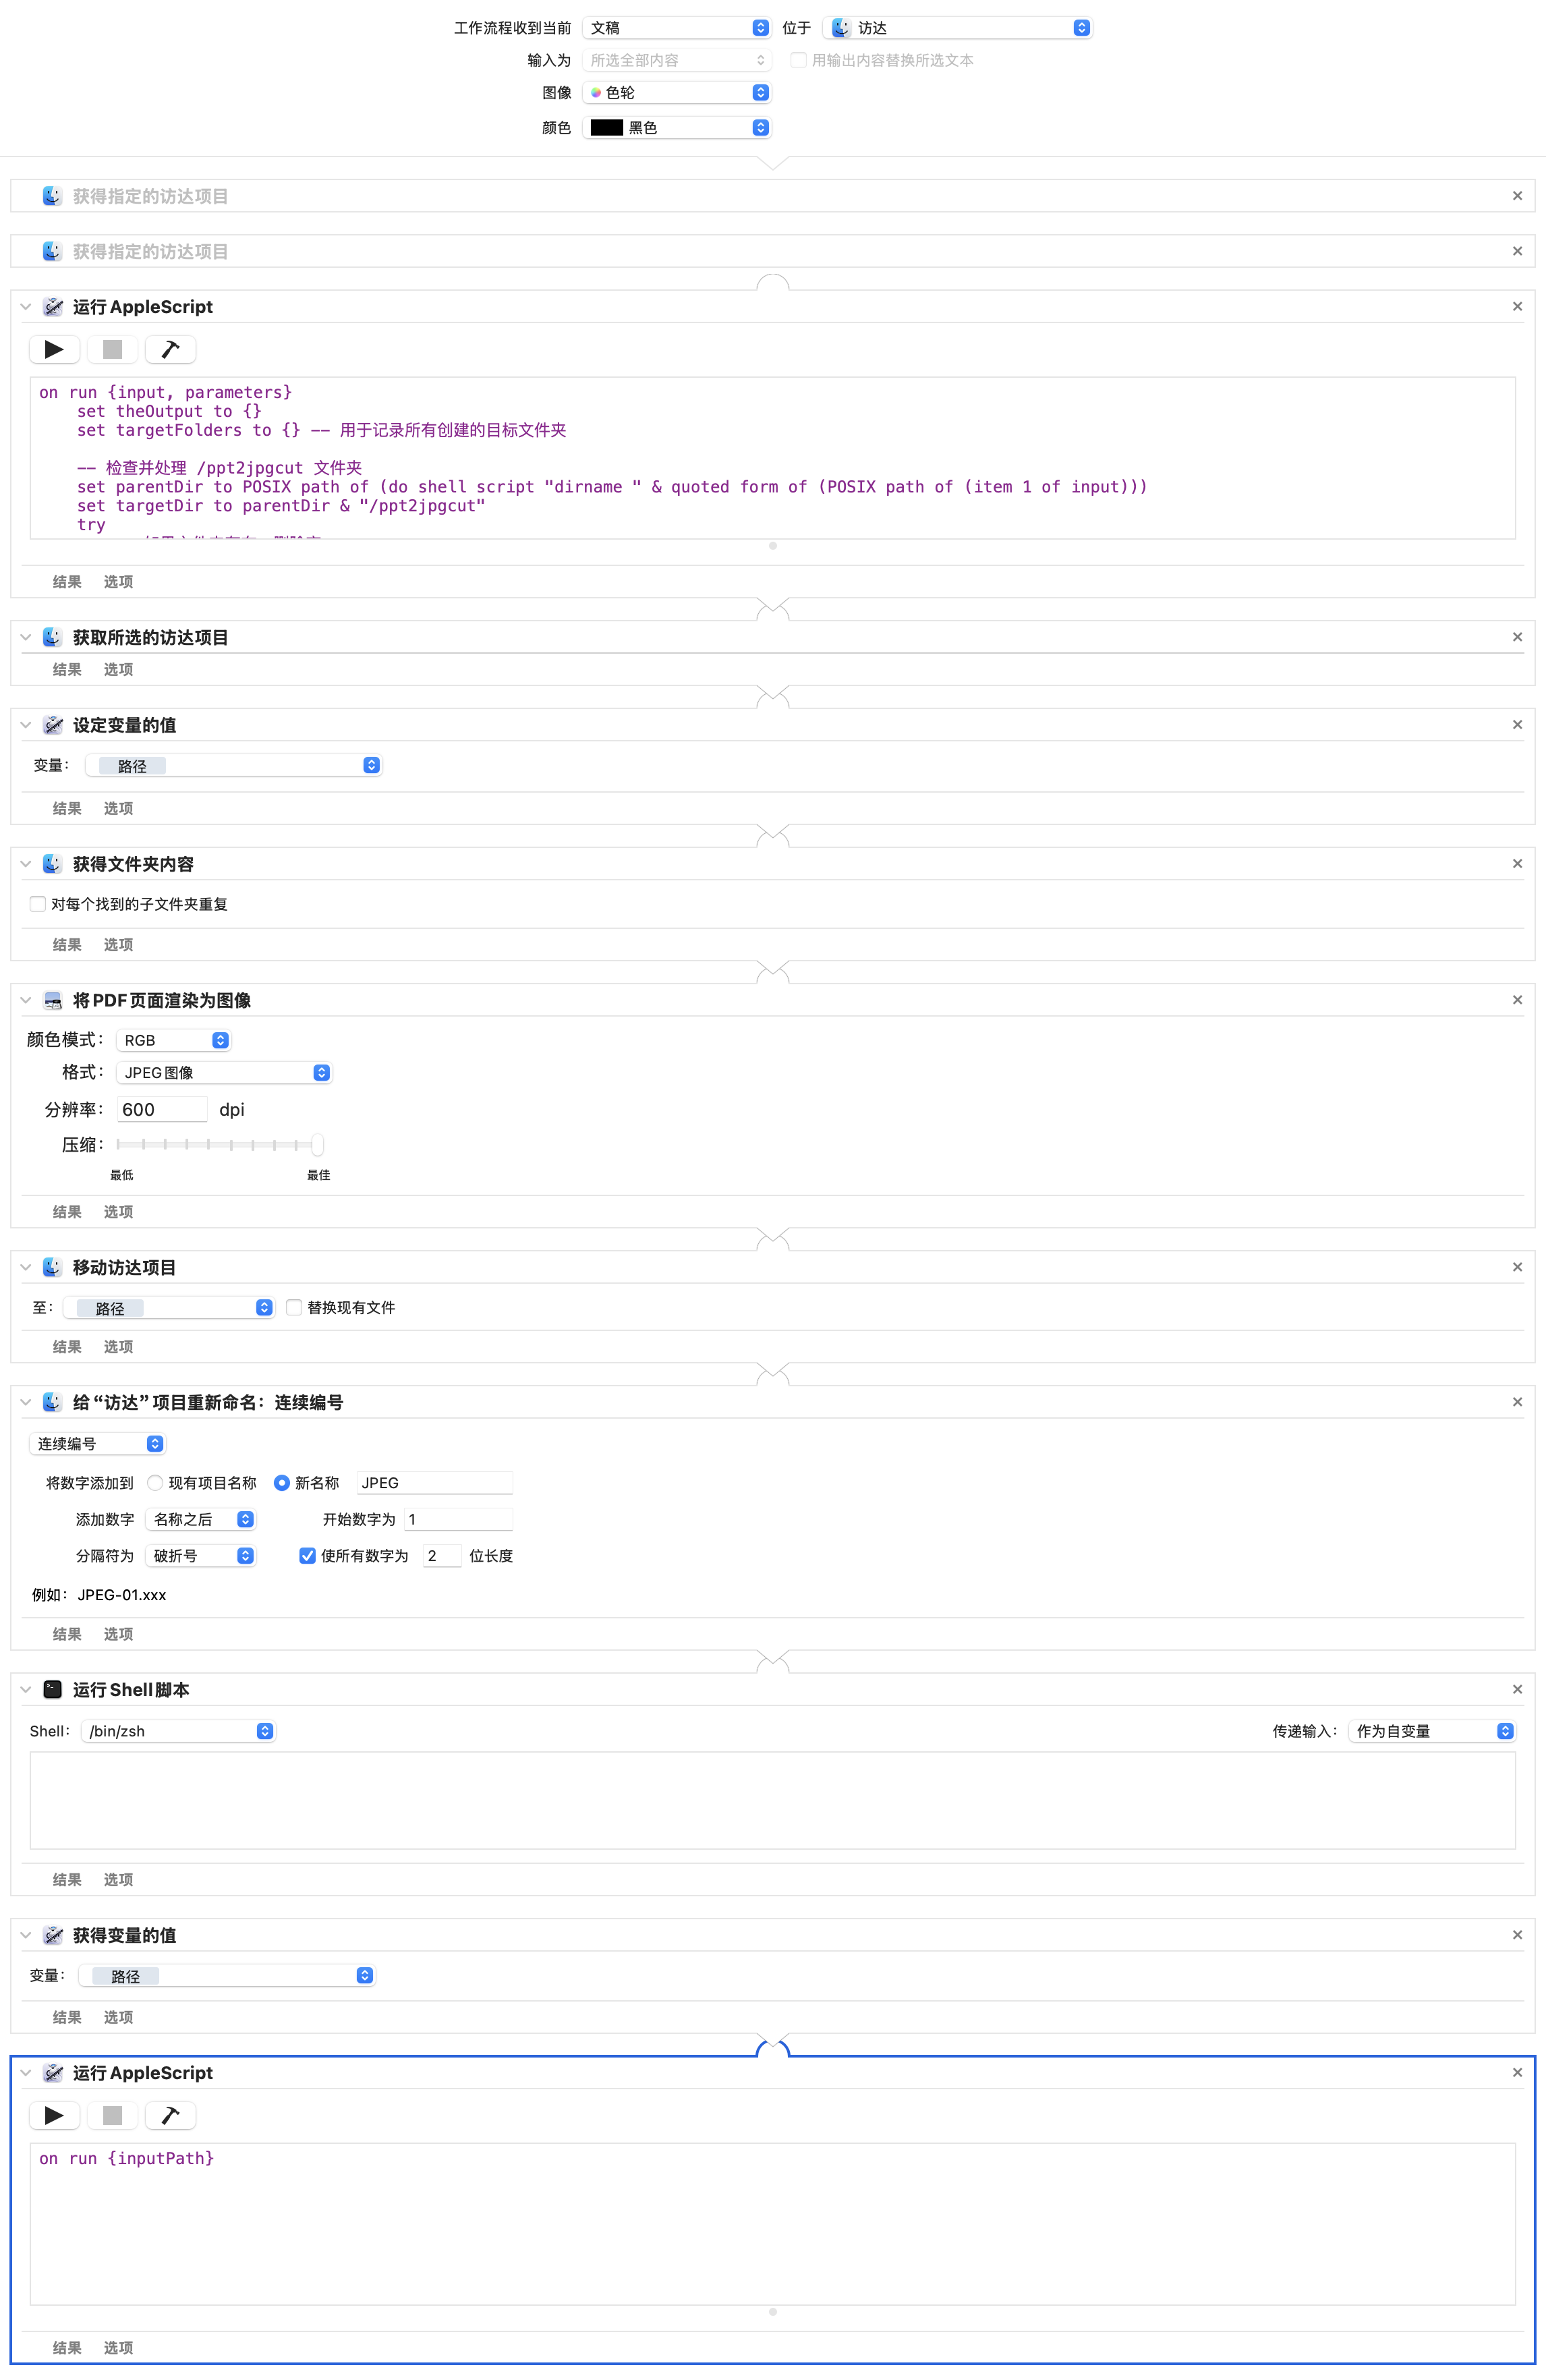 工作流程收到当前 文稿 位于 访达
输入为 所选全部内容 用输出内容替换所选文本
图像 色轮
颜色 黑色
获得指定的访达项目
获得指定的访达项目
运行 AppleScript
on run {input, parameters}
set theOutput to {}
set targetFolders to {} -- 用于记录所有创建的目标文件夹
-- 检查并处理 /ppt2jpgcut 文件夹
set parentDir to POSIX path of (do shell script "dirname " & quoted form of (POSIX path of (item 1 of input)))
set targetDir to parentDir & "/ppt2jpgcut"
try
结果 选项
获取所选的访达项目
结果 选项
设定变量的值
变量： 路径
结果 选项
获得文件夹内容
对每个找到的子文件夹重复
结果 选项
将 PDF 页面渲染为图像
颜色模式： RGB
格式： JPEG 图像
分辨率： 600 dpi
压缩：
最低 最佳
结果 选项
移动访达项目
至： 路径 替换现有文件
结果 选项
给“访达”项目重新命名：连续编号
连续编号
将数字添加到 现有项目名称 新名称 JPEG
添加数字 名称之后 开始数字为 1
分隔符为 破折号 使所有数字为 2 位长度
例如： JPEG-01.xxx
结果 选项
运行 Shell 脚本
Shell： /bin/zsh 传递输入： 作为自变量
结果 选项
获得变量的值
变量： 路径
结果 选项
运行 AppleScript
on run {inputPath}
结果 选项